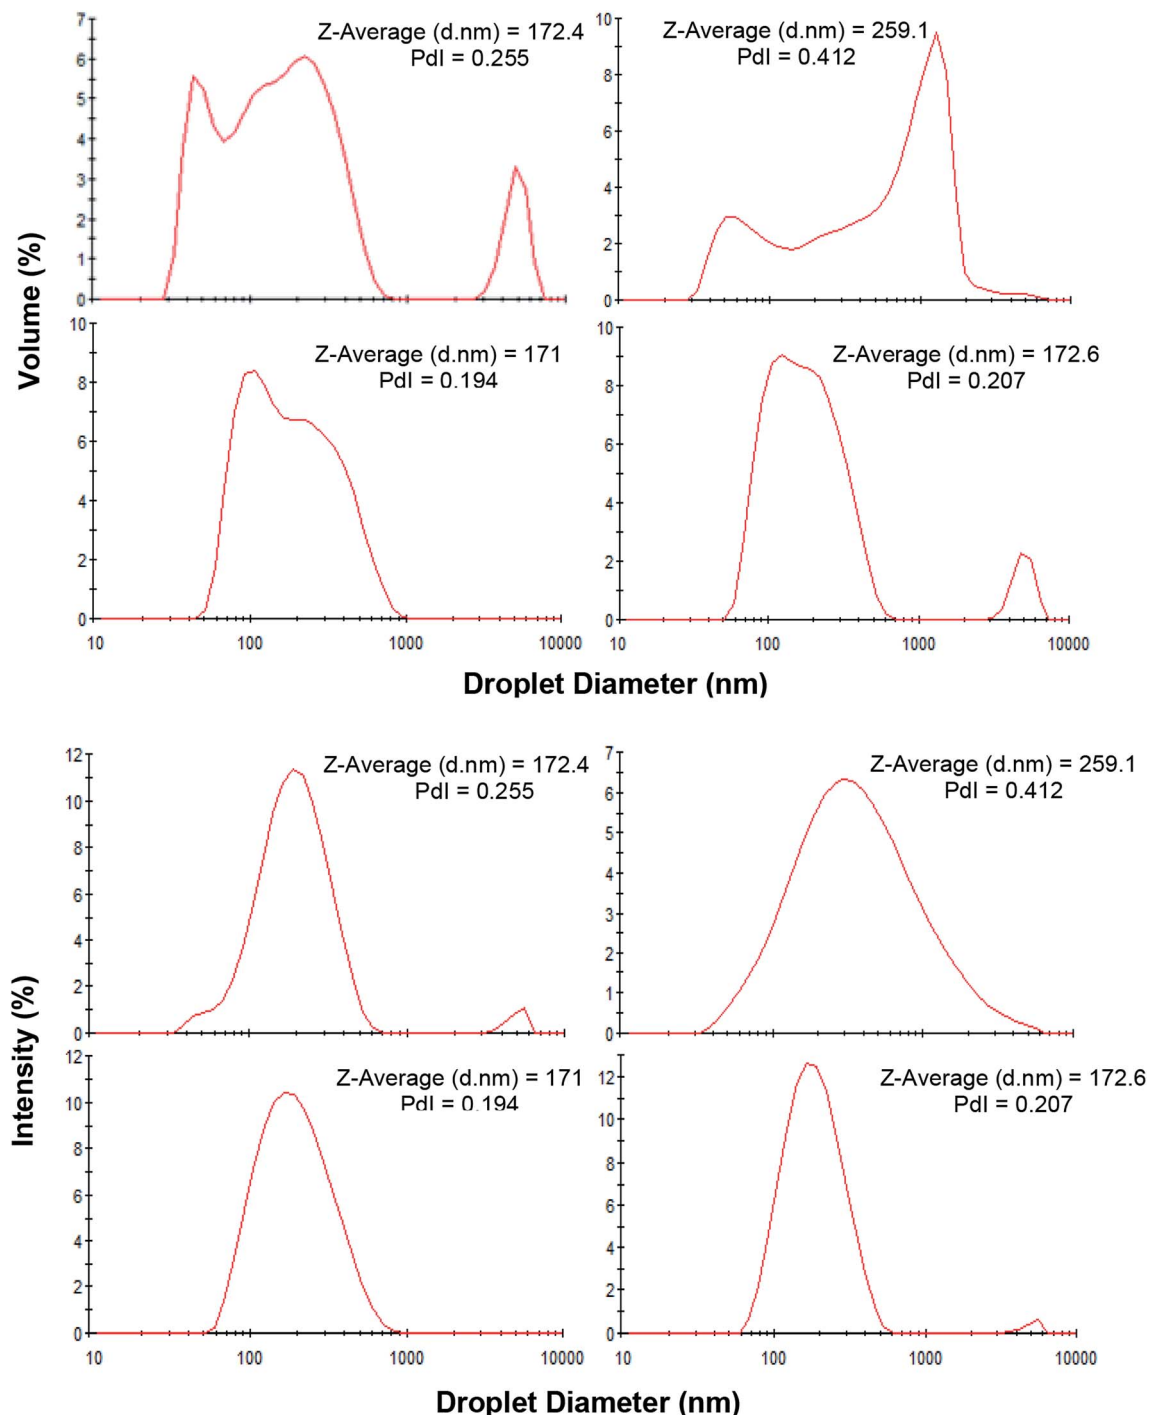 Volume (%)
7
6
5
4
3
2
1
0
Z-Average (d.nm) = 172.4
PdI = 0.255
10
8
6
4
2
0
Z-Average (d.nm) = 259.1
PdI = 0.412
10
8
6
4
2
0
Z-Average (d.nm) = 171
PdI = 0.194
10 100 1000 10000
10
8
6
4
2
0
Z-Average (d.nm) = 172.6
PdI = 0.207
10 100 1000 10000
Droplet Diameter (nm)
Intensity (%)
12
10
8
6
4
2
0
Z-Average (d.nm) = 172.4
PdI = 0.255
7
6
5
4
3
2
1
0
Z-Average (d.nm) = 259.1
PdI = 0.412
12
10
8
6
4
2
0
Z-Average (d.nm) = 171
PdI = 0.194
10 100 1000 10000
12
10
8
6
4
2
0
Z-Average (d.nm) = 172.6
PdI = 0.207
10 100 1000 10000
Droplet Diameter (nm)